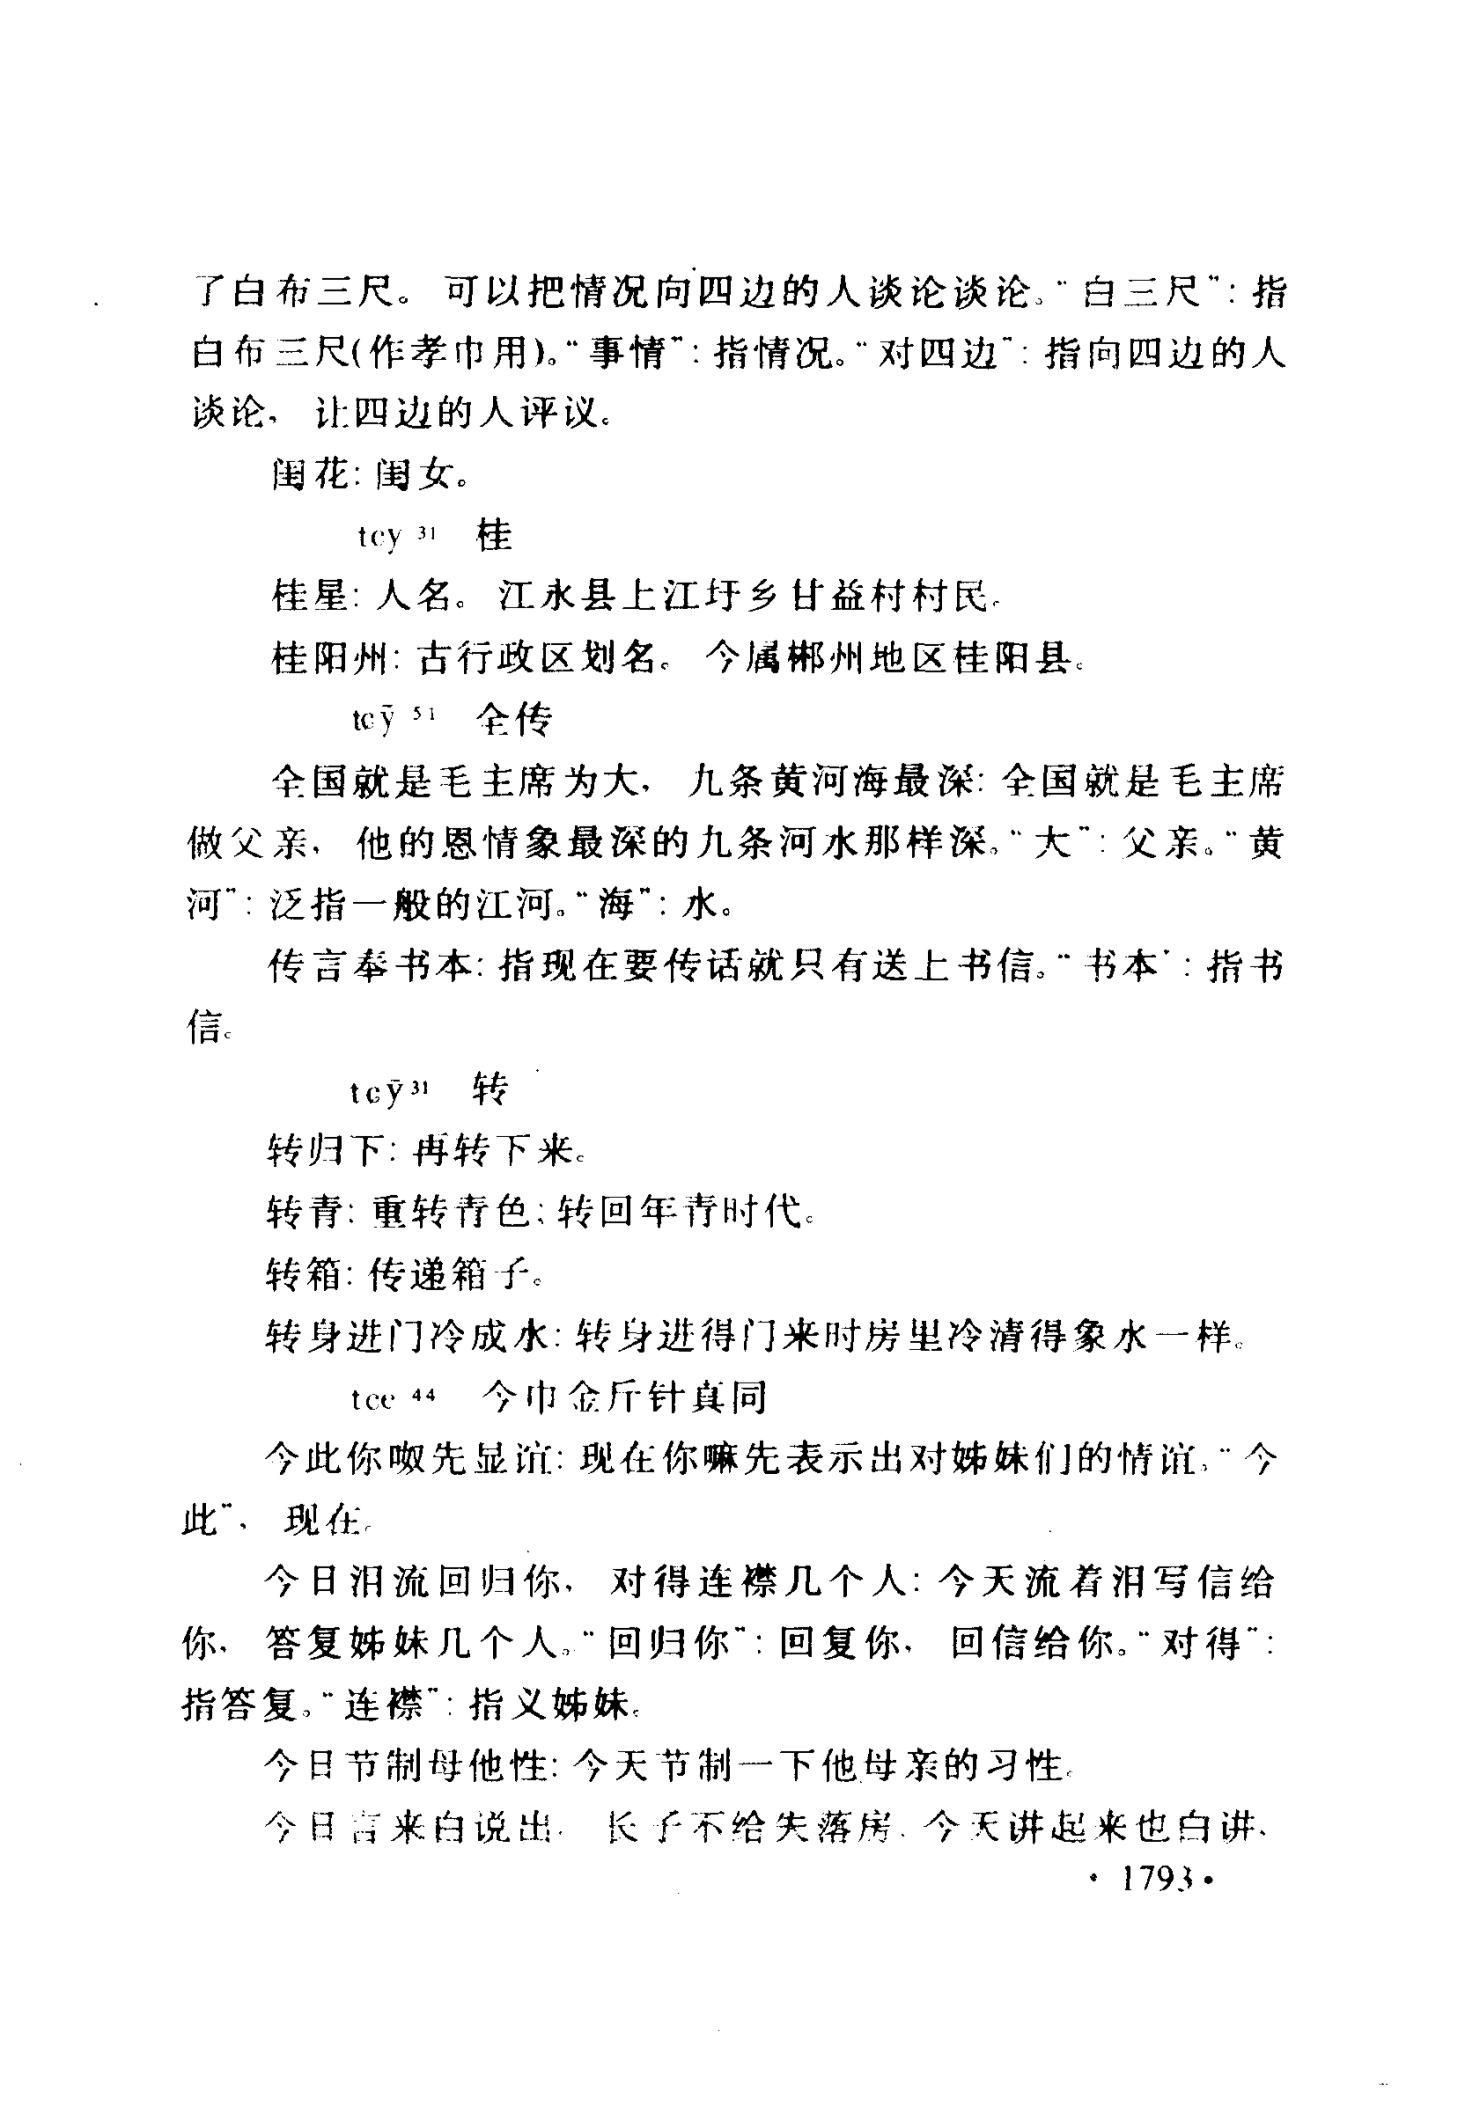 了白布三尺。可以把情况向四边的人谈论谈论。“白三尺”：指
白布三尺(作孝巾用)。“事情”：指情况。“对四边”：指向四边的人
谈论，让四边的人评议。
闺花：闺女。
tɕy ³¹ 桂
桂星：人名。江永县上江圩乡甘益村村民。
桂阳州：古行政区划名。今属郴州地区桂阳县。
tɕȳ ⁵¹ 全传
全国就是毛主席为大，九条黄河海最深：全国就是毛主席
做父亲，他的恩情象最深的九条河水那样深。“大”：父亲。“黄
河”：泛指一般的江河。“海”：水。
传言奉书本：指现在要传话就只有送上书信。“书本”：指书
信。
tɕȳ³¹ 转
转归下：再转下来。
转青：重转青色；转回年青时代。
转箱：传递箱子。
转身进门冷成水：转身进得门来时房里冷清得象水一样。
tɕe ⁴⁴ 今巾金斤针真同
今此你呶先显谊：现在你嘛先表示出对姊妹们的情谊。“今
此”，现在。
今日泪流回归你，对得连襟几个人：今天流着泪写信给
你，答复姊妹几个人。“回归你”：回复你，回信给你。“对得”：
指答复。“连襟”：指义姊妹。
今日节制母他性：今天节制一下他母亲的习性。
今日言来白说出，长子不给失落房：今天讲起来也白讲，
·1793·